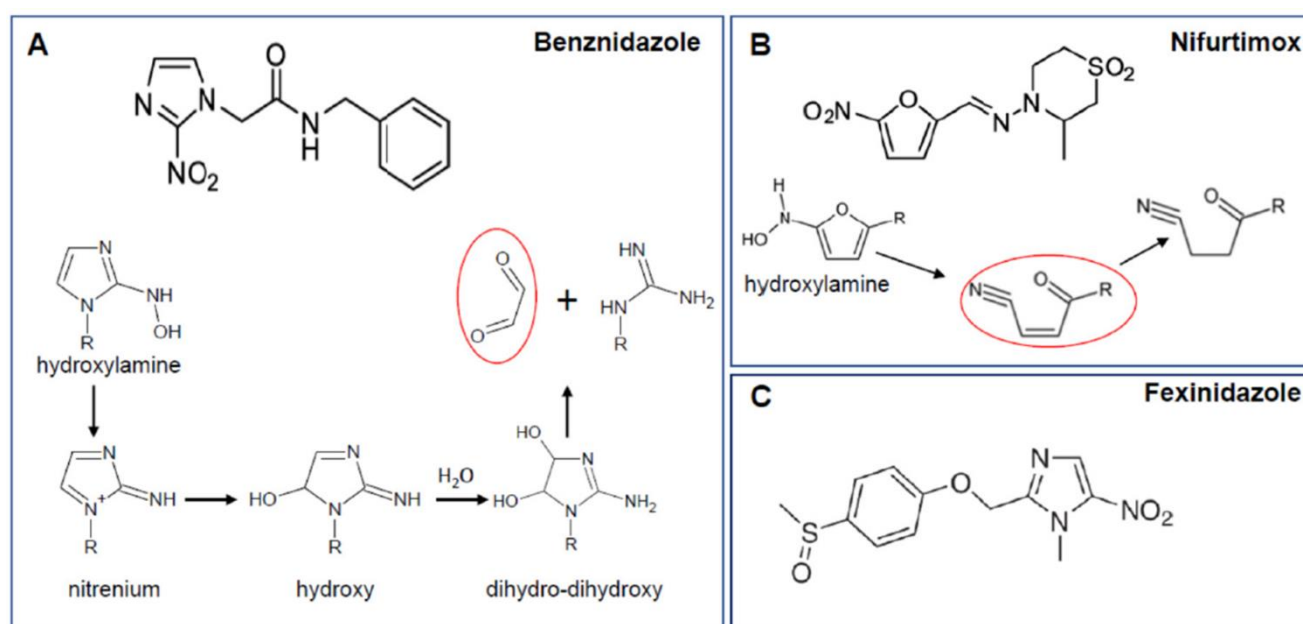 A
Benznidazole
N
N
O
N
H
NO₂
N
N
R
NH
OH
hydroxylamine
O
O
+
HN
HN
NH₂
R
N
N⁺
R
NH
nitrenium
HO
N
N
R
NH
hydroxy
H₂O
HO
HO
N
N
R
NH₂
dihydro-dihydroxy
B
Nifurtimox
O₂N
O
N
N
SO₂
H
N
HO
O
R
hydroxylamine
N
O
R
N
O
R
C
Fexinidazole
S
O
O
N
N
NO₂